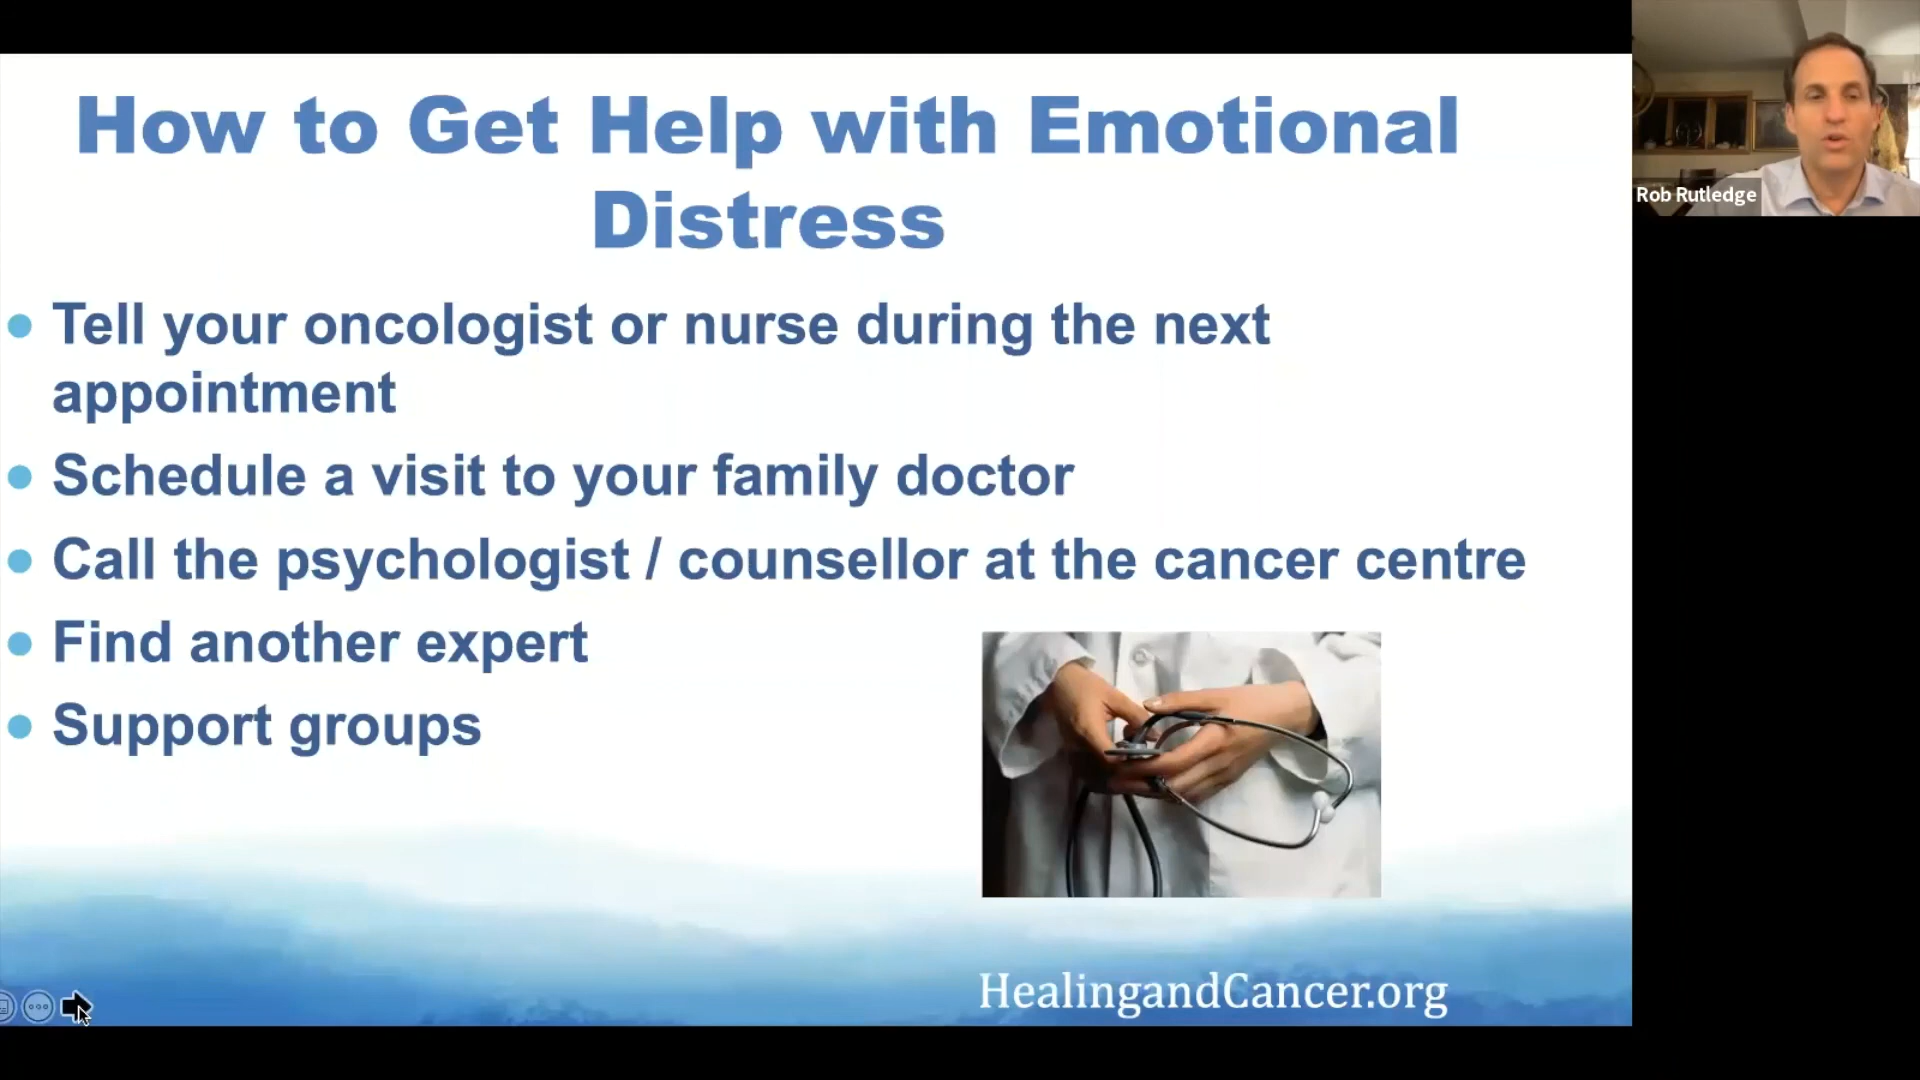 How to Get Help with Emotional
Distress
Tell your oncologist or nurse during the next
appointment
Schedule a visit to your family doctor
Call the psychologist / counsellor at the cancer centre
Find another expert
Support groups
HealingandCancer.org
Rob Rutledge